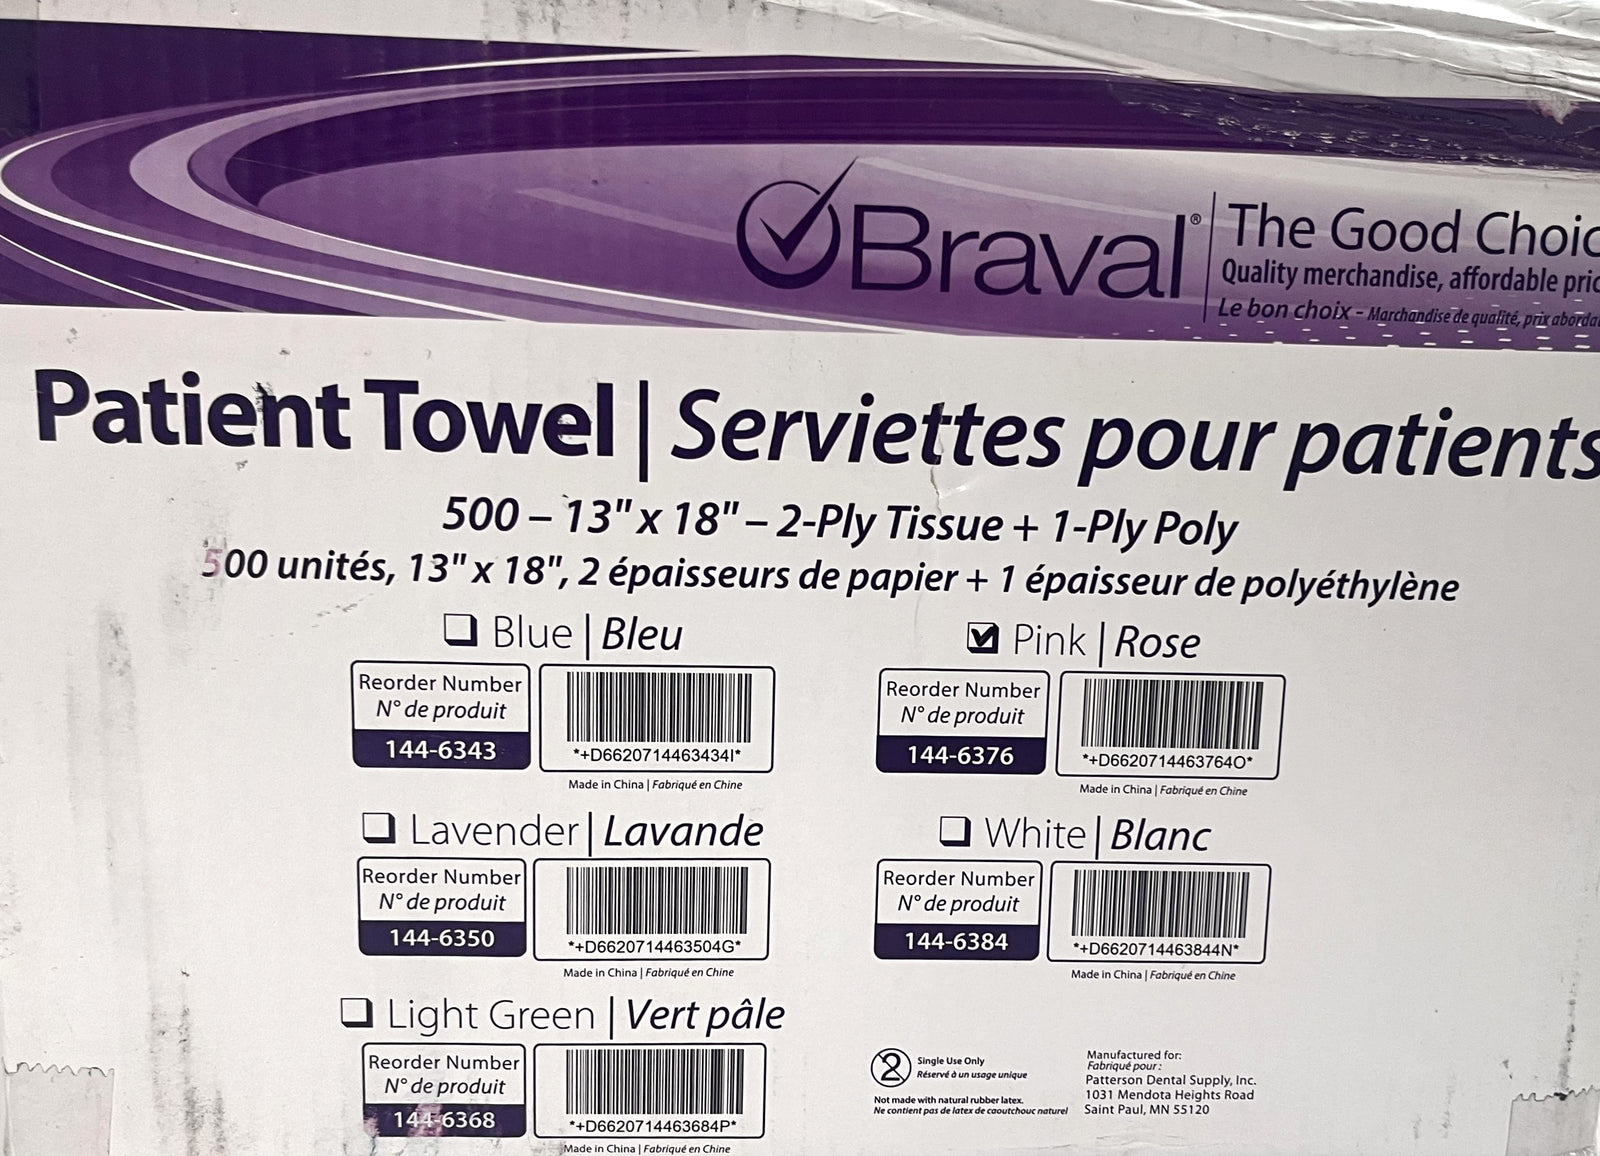 Braval® | The Good Choic
Quality merchandise, affordable pric
Le bon choix - Marchandise de qualité, prix aborda
Patient Towel | Serviettes pour patients
500 – 13" x 18" – 2-Ply Tissue + 1-Ply Poly
500 unités, 13" x 18", 2 épaisseurs de papier + 1 épaisseur de polyéthylène
Blue | Bleu
Reorder Number
N° de produit
144-6343
*+D6620714463434I*
Made in China | Fabriqué en Chine
Pink | Rose
Reorder Number
N° de produit
144-6376
*+D6620714463764O*
Made in China | Fabriqué en Chine
Lavender | Lavande
Reorder Number
N° de produit
144-6350
*+D6620714463504G*
Made in China | Fabriqué en Chine
White | Blanc
Reorder Number
N° de produit
144-6384
*+D6620714463844N*
Made in China | Fabriqué en Chine
Light Green | Vert pâle
Reorder Number
N° de produit
144-6368
*+D6620714463684P*
Made in China | Fabriqué en Chine
2
Single Use Only
Réservé à un usage unique
Not made with natural rubber latex.
Ne contient pas de latex de caoutchouc naturel
Manufactured for:
Fabriqué pour :
Patterson Dental Supply, Inc.
1031 Mendota Heights Road
Saint Paul, MN 55120